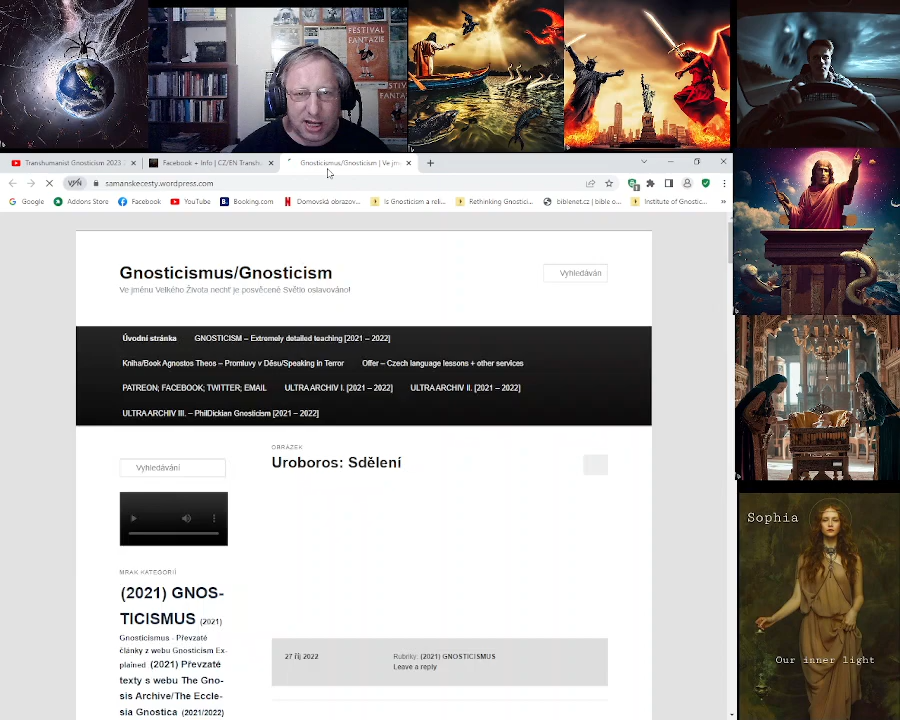 FESTIVAL
FANTAZIE
Transhumanist Gnosticism 2023
Facebook + Info | CZ/EN Transh
Gnosticismus/Gnosticism | Ve jm
VPN
samanskecesty.wordpress.com
Google
Addons Store
Facebook
YouTube
Booking.com
Domovská obrazov...
Is Gnosticism a reli...
Rethinking Gnostici...
biblenet.cz | bible o...
Institute of Gnostic...
Gnosticismus/Gnosticism
Ve jménu Velkého Života nechť je posvěcené Světlo oslavováno!
Vyhledáván
Úvodní stránka
GNOSTICISM – Extremely detailed teaching [2021 – 2022]
Kniha/Book Agnostos Theos – Promluvy v Děsu/Speaking in Terror
Offer – Czech language lessons + other services
PATREON; FACEBOOK; TWITTER; EMAIL
ULTRA ARCHIV I. [2021 – 2022]
ULTRA ARCHIV II. [2021 – 2022]
ULTRA ARCHIV III. – PhilDickian Gnosticism [2021 – 2022]
Vyhledávání
OBRÁZEK
Uroboros: Sdělení
MRAK KATEGORIÍ
(2021) GNOS-
TICISMUS (2021)
Gnosticismus - Převzaté
články z webu Gnosticism Ex-
plained (2021) Převzaté
texty s webu The Gno-
sis Archive/The Eccle-
sia Gnostica (2021/2022)
27 říj 2022
Rubriky: (2021) GNOSTICISMUS
Leave a reply
Sophia
Our inner light